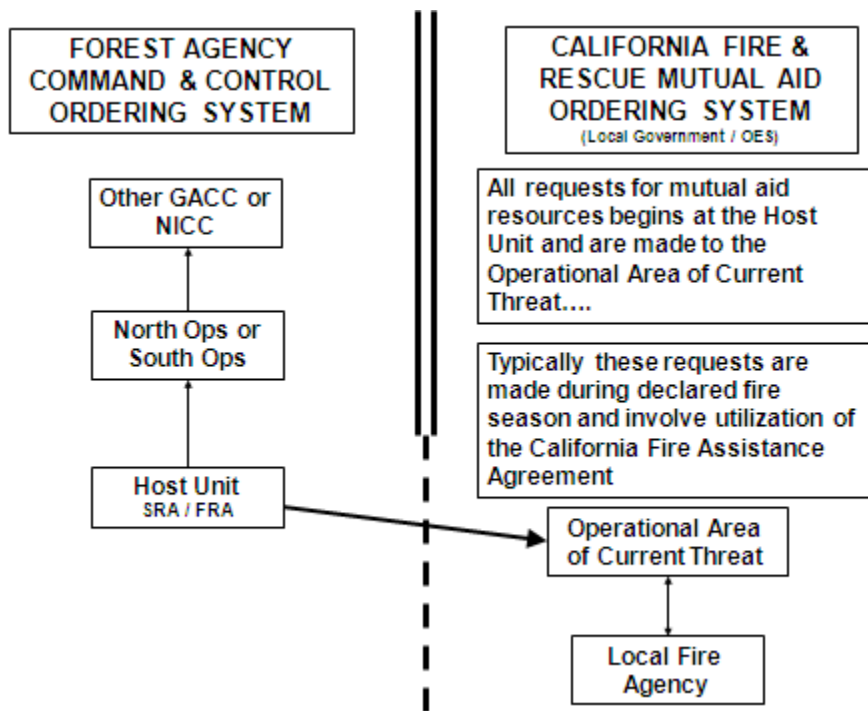 FOREST AGENCY
COMMAND & CONTROL
ORDERING SYSTEM
Other GACC or
NICC
North Ops or
South Ops
Host Unit
SRA / FRA
CALIFORNIA FIRE &
RESCUE MUTUAL AID
ORDERING SYSTEM
(Local Government / OES)
All requests for mutual aid
resources begins at the Host
Unit and are made to the
Operational Area of Current
Threat....
Typically these requests are
made during declared fire
season and involve utilization of
the California Fire Assistance
Agreement
Operational Area
of Current Threat
Local Fire
Agency